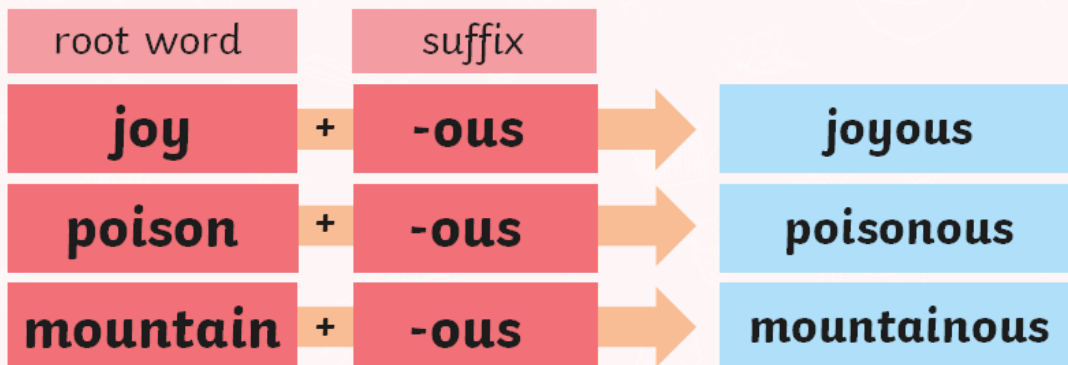 root word suffix
joy + -ous joyous
poison + -ous poisonous
mountain + -ous mountainous